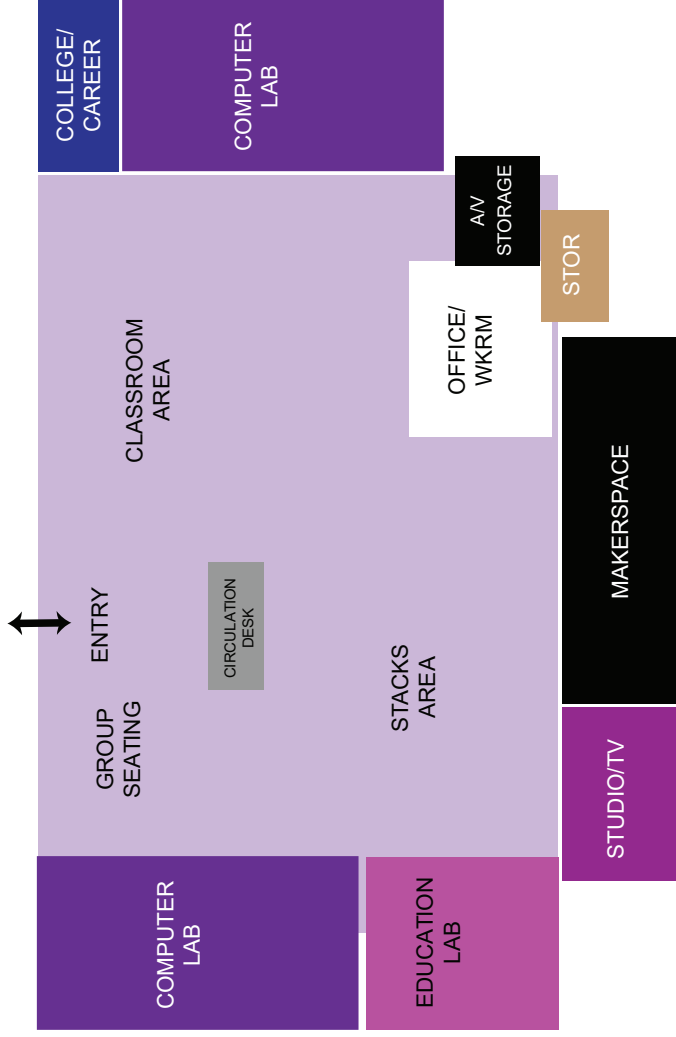 COLLEGE/
CAREER
COMPUTER
LAB
A/V
STORAGE
STOR
CLASSROOM
AREA
OFFICE/
WKRM
ENTRY
CIRCULATION
DESK
MAKERSPACE
GROUP
SEATING
STACKS
AREA
STUDIO/TV
COMPUTER
LAB
EDUCATION
LAB